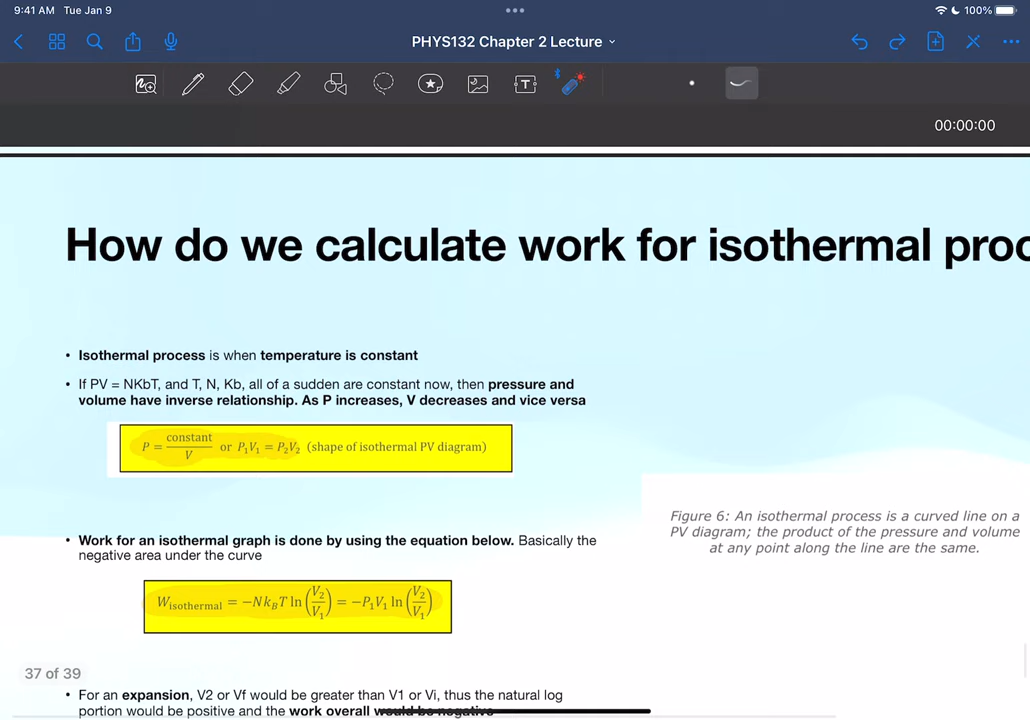 9:41 AM Tue Jan 9
100%
PHYS132 Chapter 2 Lecture
00:00:00
How do we calculate work for isothermal proc
• Isothermal process is when temperature is constant
• If PV = NKbT, and T, N, Kb, all of a sudden are constant now, then pressure and
volume have inverse relationship. As P increases, V decreases and vice versa
P = constant/V or P₁V₁ = P₂V₂ (shape of isothermal PV diagram)
Figure 6: An isothermal process is a curved line on a
PV diagram; the product of the pressure and volume
at any point along the line are the same.
• Work for an isothermal graph is done by using the equation below. Basically the
negative area under the curve
W_isothermal = −Nk_BT ln(V₂/V₁) = −P₁V₁ ln(V₂/V₁)
37 of 39
• For an expansion, V2 or Vf would be greater than V1 or Vi, thus the natural log
portion would be positive and the work overall would be negative